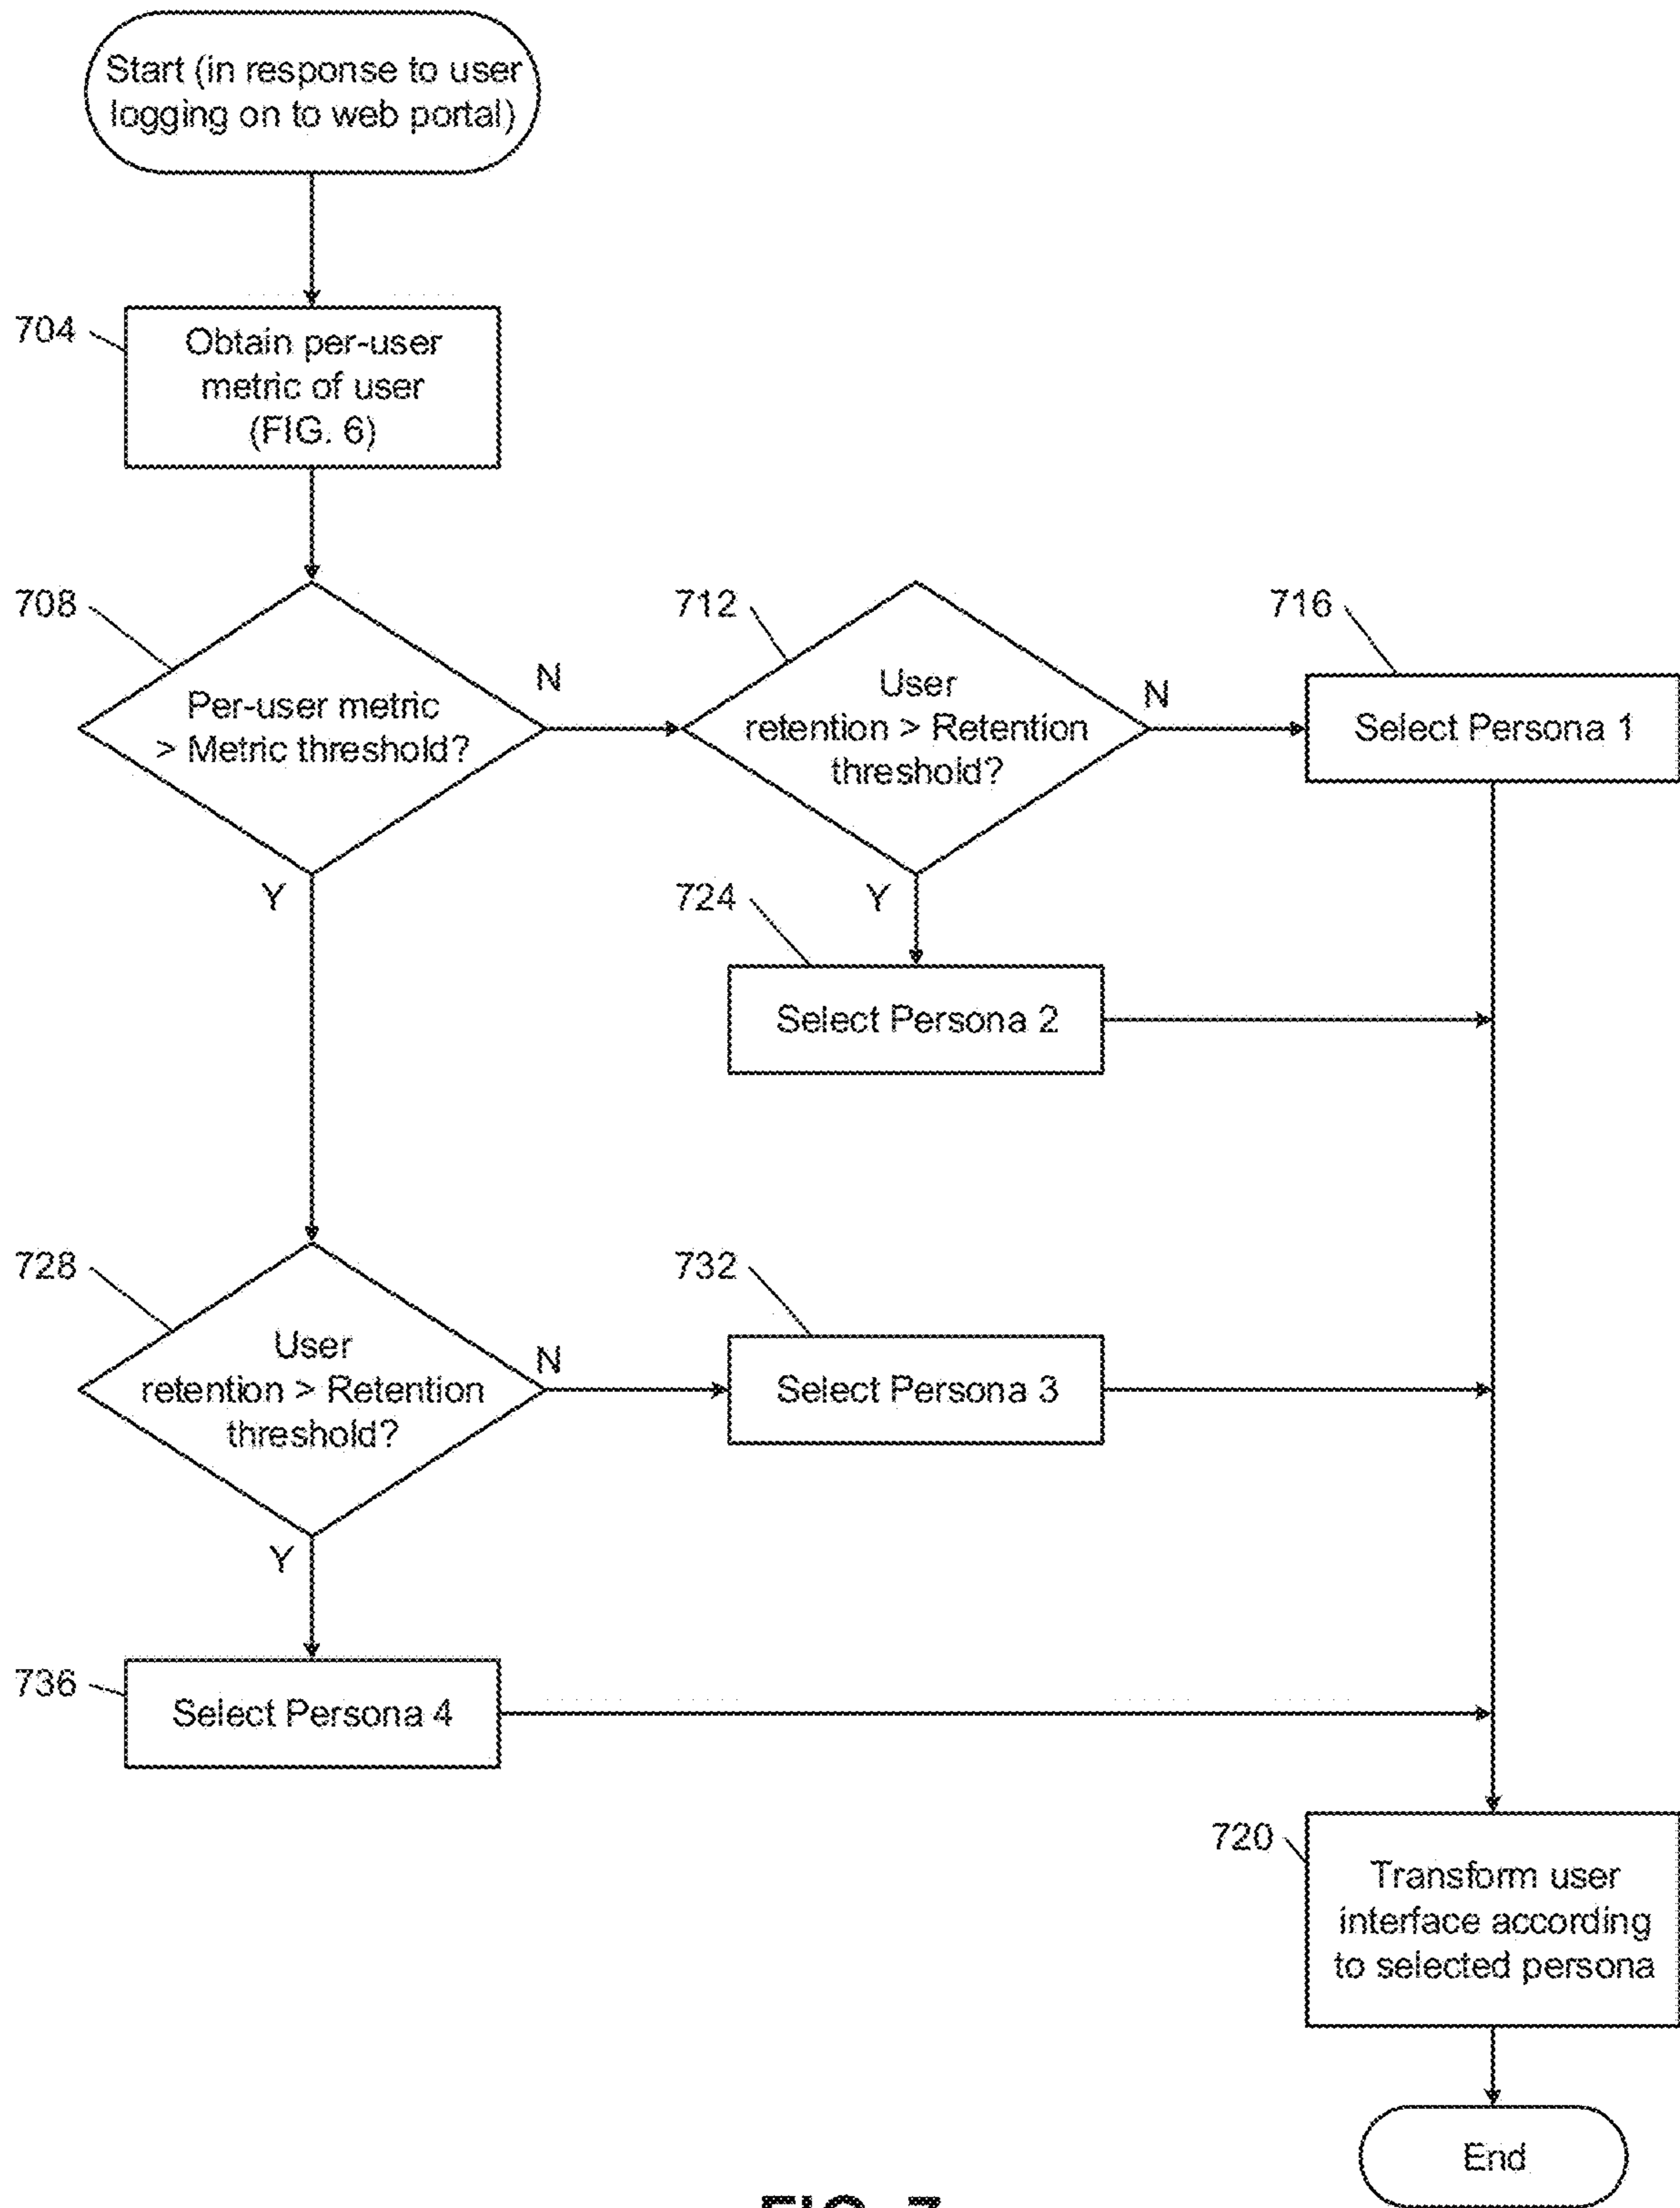 Start (in response to user
logging on to web portal)
704
Obtain per-user
metric of user
(FIG. 6)
708
Per-user metric
> Metric threshold?
N
Y
712
User
retention > Retention
threshold?
N
Y
716
Select Persona 1
724
Select Persona 2
728
User
retention > Retention
threshold?
N
Y
732
Select Persona 3
736
Select Persona 4
720
Transform user
interface according
to selected persona
End